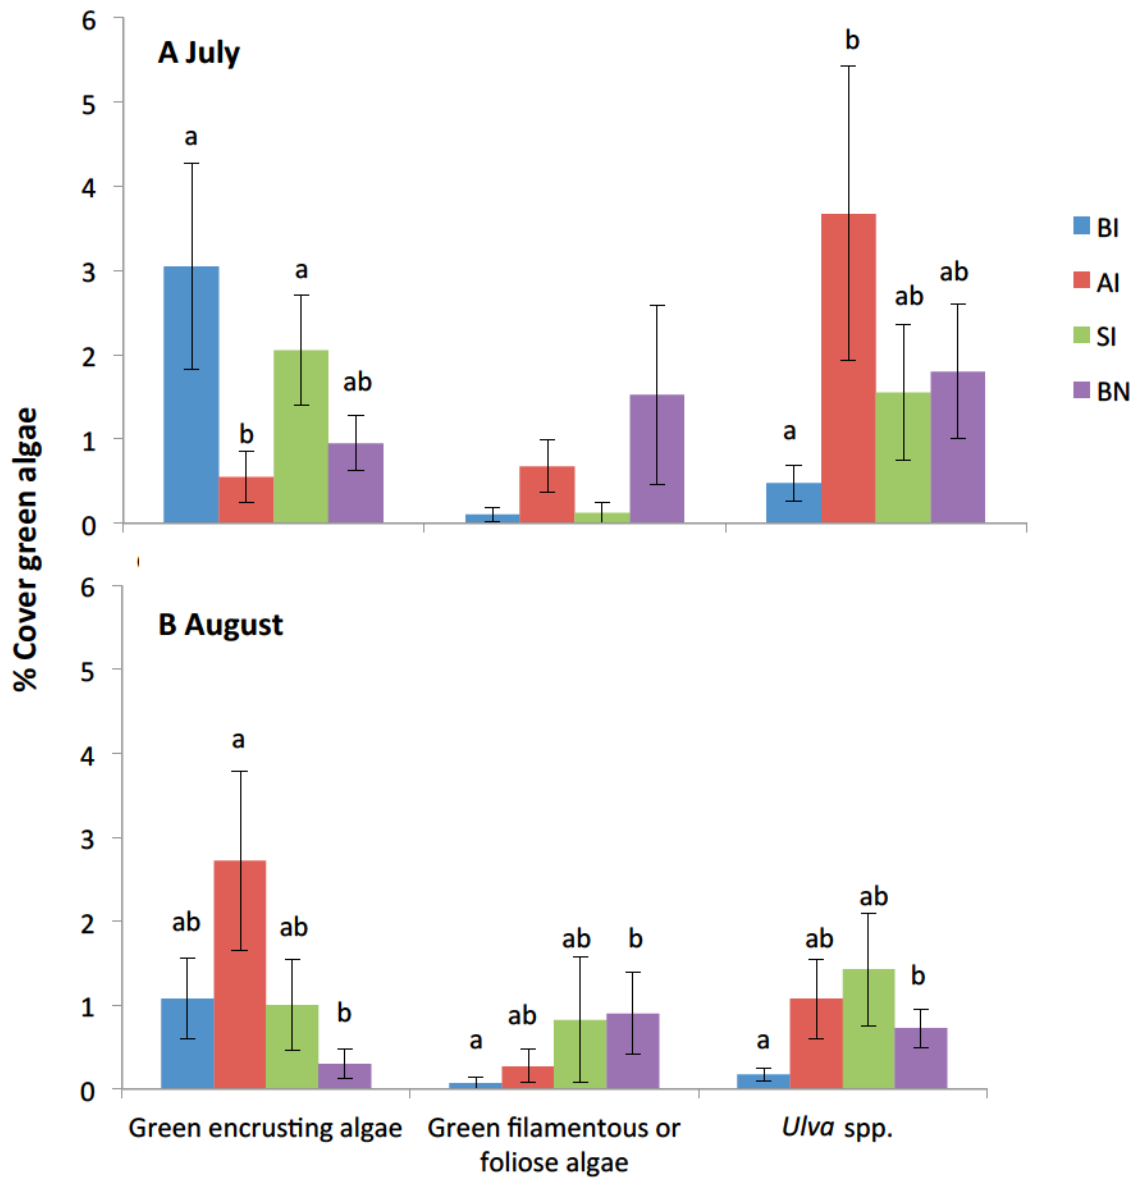 % Cover green algae
A July
6
5
4
3
2
1
0
a
b
a
ab
a
b
ab
ab
BI
AI
SI
BN
B August
6
5
4
3
2
1
0
ab
a
ab
b
a
ab
ab
b
a
ab
ab
b
Green encrusting algae
Green filamentous or
foliose algae
Ulva spp.